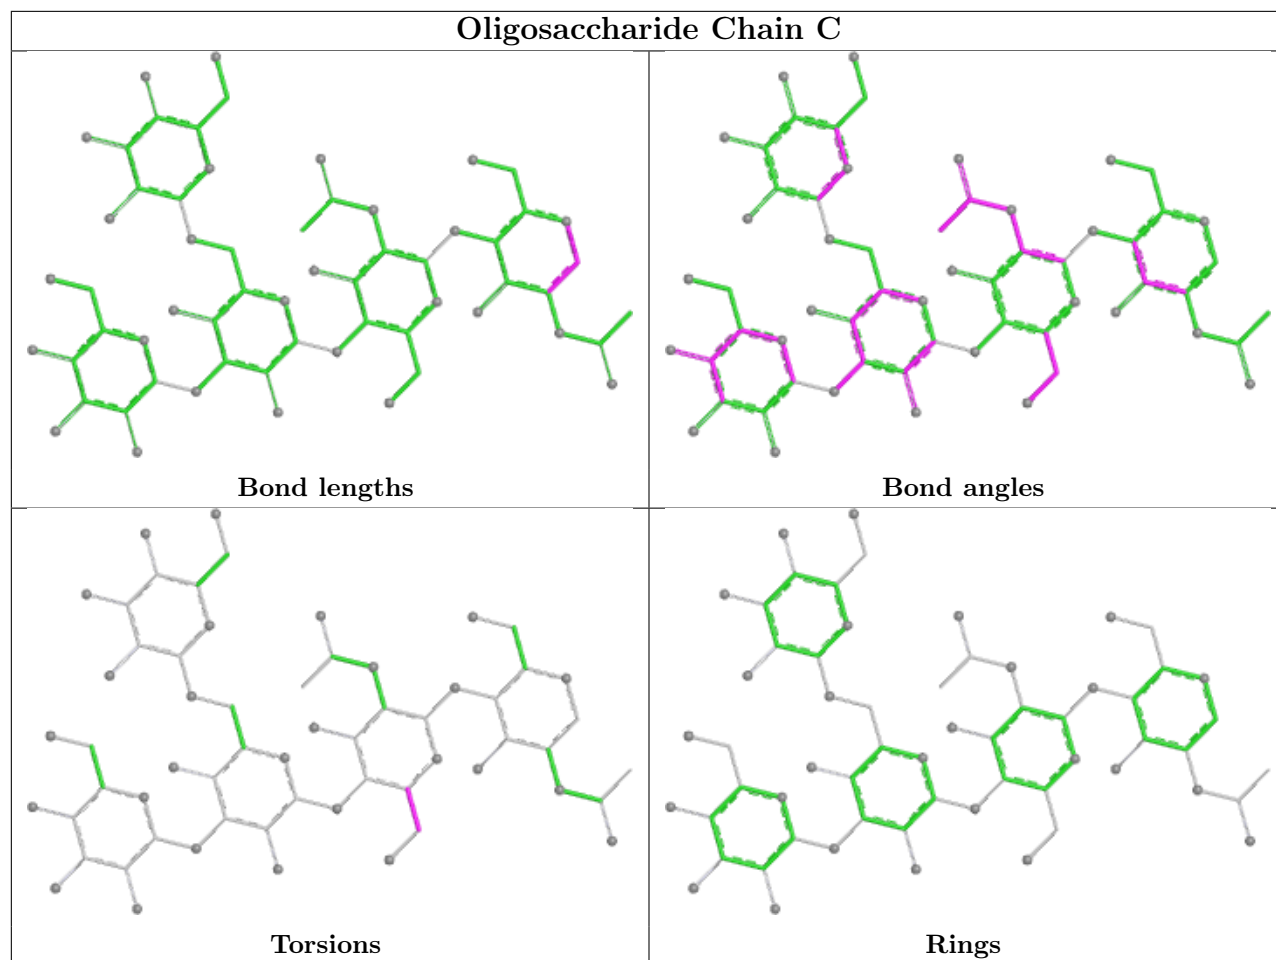 Oligosaccharide Chain C
Bond lengths
Bond angles
Torsions
Rings